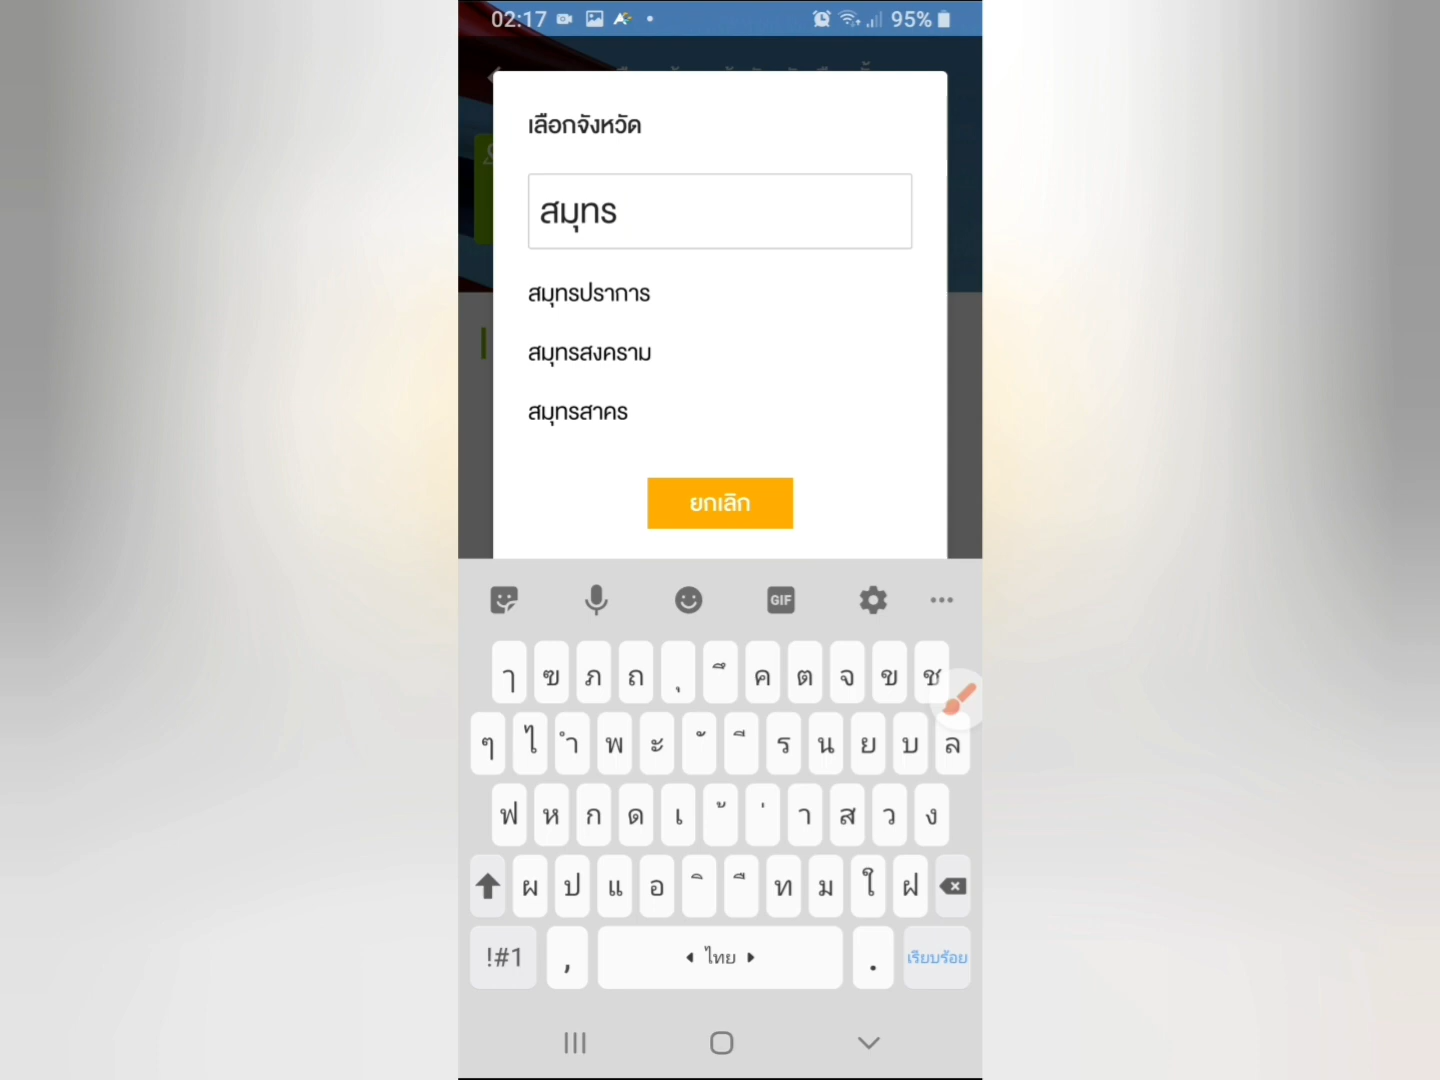 02:17
95%
เลือกจังหวัด
สมุทร
สมุทรปราการ
สมุทรสงคราม
สมุทรสาคร
ยกเลิก
GIF
ๅ ฃ ภ ถ ุ ึ ค ต จ ข ช
ๆ ไ ำ พ ะ ั ี ร น ย บ ล
ฟ ห ก ด เ ้ ่ า ส ว ง
ผ ป แ อ ิ ื ท ม ใ ฝ
!#1 , ไทย . เรียบร้อย